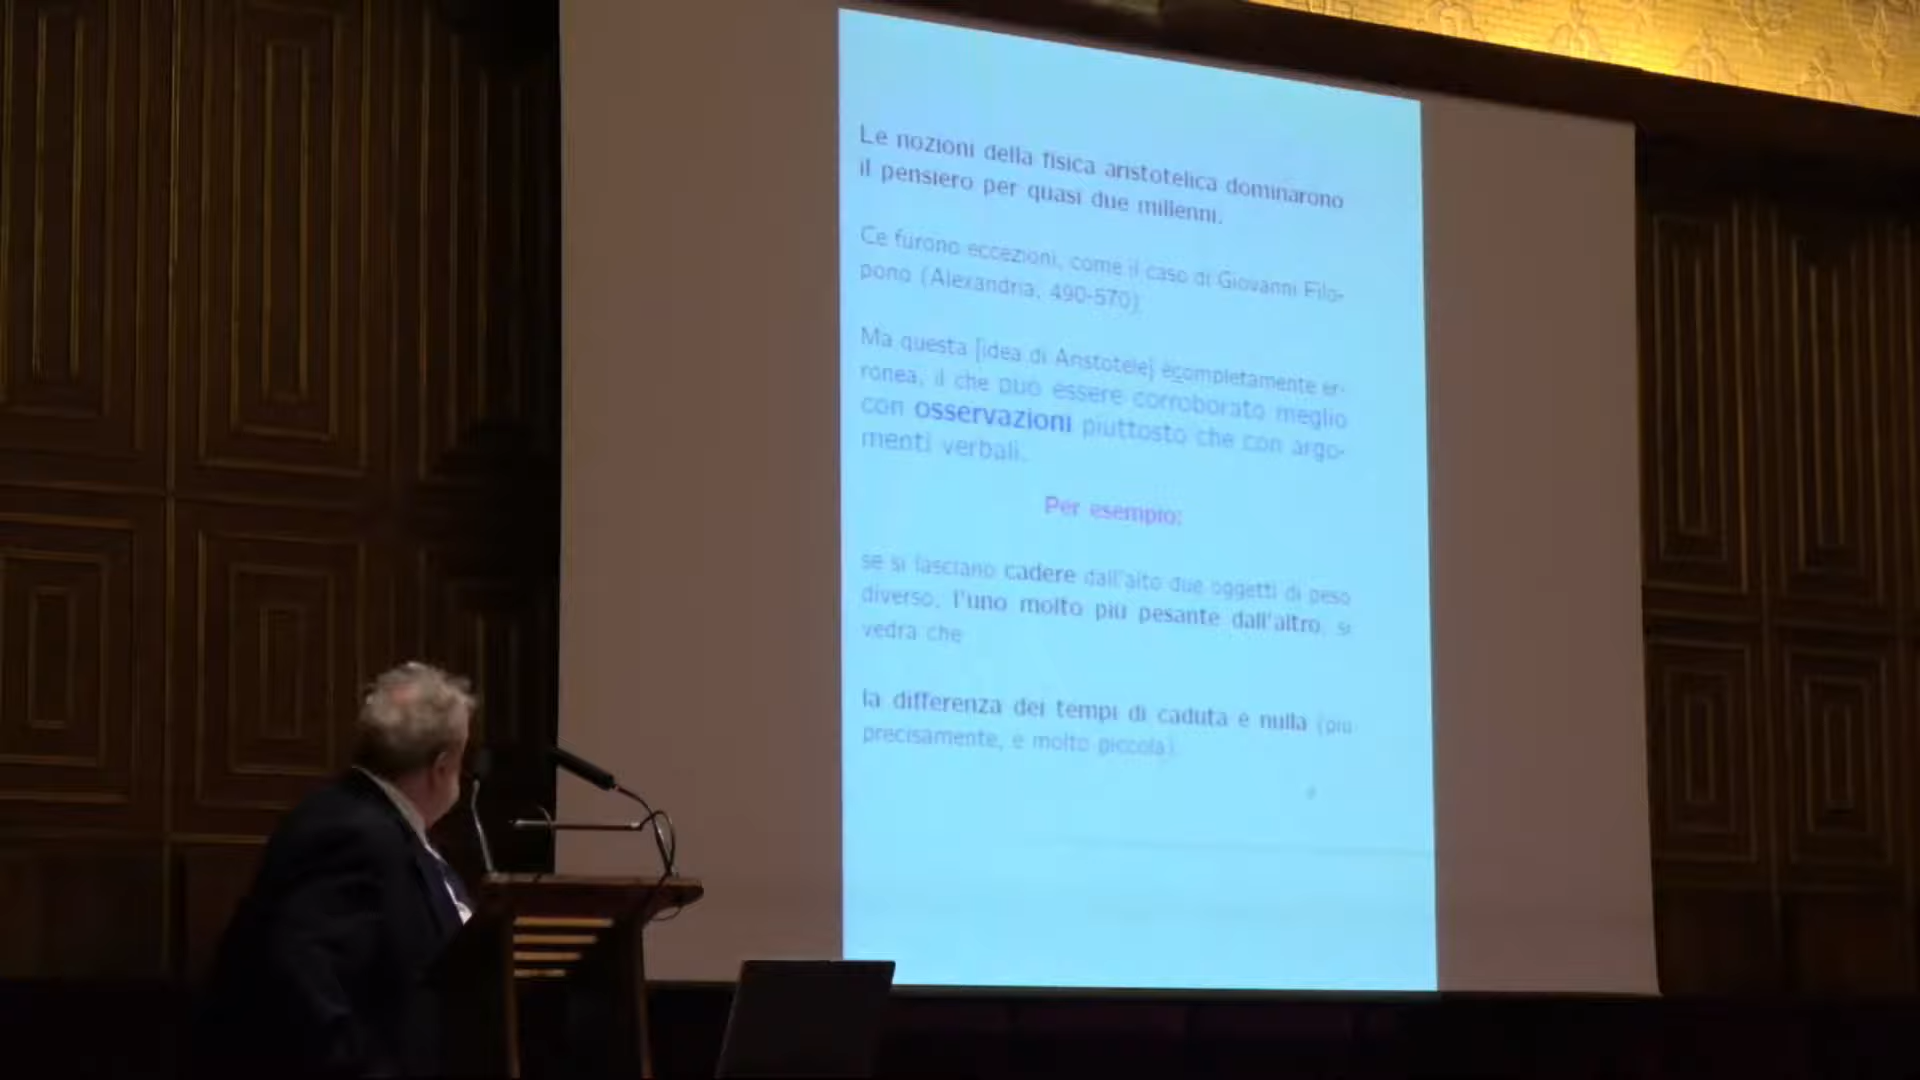 Le nozioni della fisica aristotelica dominarono
il pensiero per quasi due millenni.
Ce furono eccezioni, come il caso di Giovanni Filo-
pono (Alexandria, 490-570)
Ma questa [idea di Aristotele] ècompletamente er-
ronea, il che può essere corroborato meglio
con osservazioni piuttosto che con argo-
menti verbali.
Per esempio:
se si lasciano cadere dall'alto due oggetti di peso
diverso, l'uno molto più pesante dall'altro, si
vedrà che
la differenza dei tempi di caduta è nulla (più
precisamente, è molto piccola).